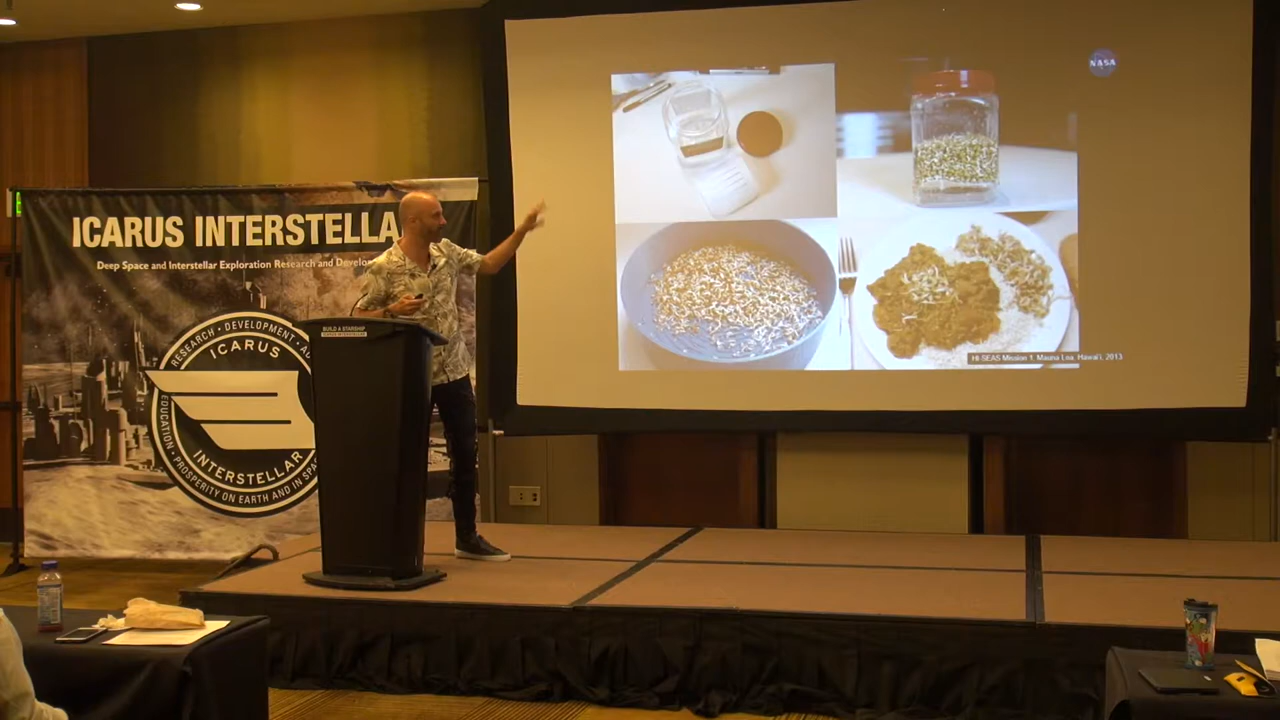 NASA
ICARUS INTERSTELLA
Deep Space and Interstellar Exploration Research and Develo
RESEARCH • DEVELOPMENT •
ICARUS
INTERSTELLAR
EDUCATION • PROSPERITY ON EARTH AND IN SPA
BUILD A STARSHIP
HI-SEAS Mission 1, Mauna Loa, Hawai'i, 2013